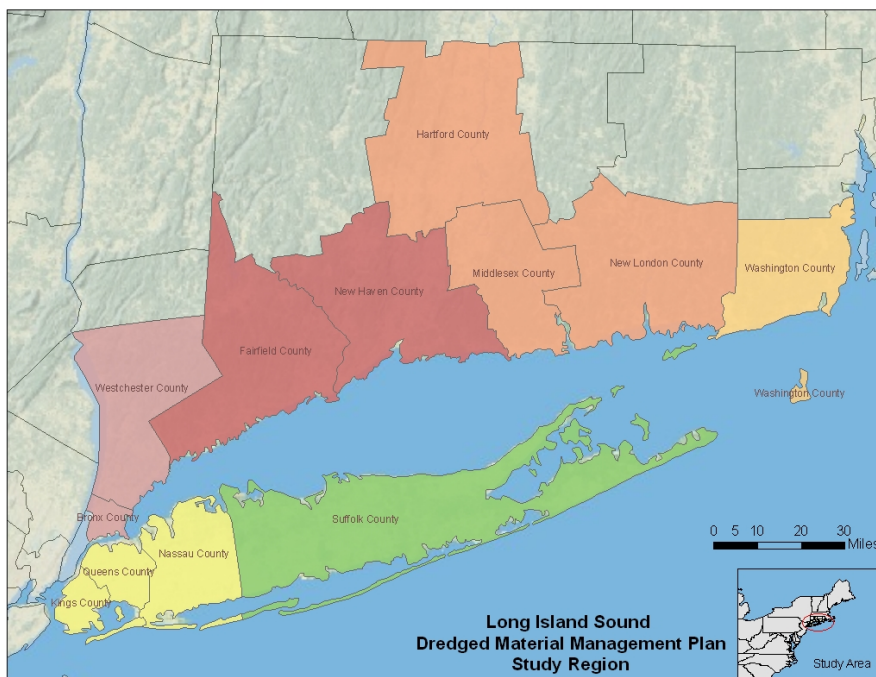 Hartford County
Middlesex County
New London County
Washington County
New Haven County
Fairfield County
Westchester County
Washington County
Bronx County
Suffolk County
Nassau County
Queens County
Kings County
0 5 10 20 30
Miles
Long Island Sound
Dredged Material Management Plan
Study Region
Study Area